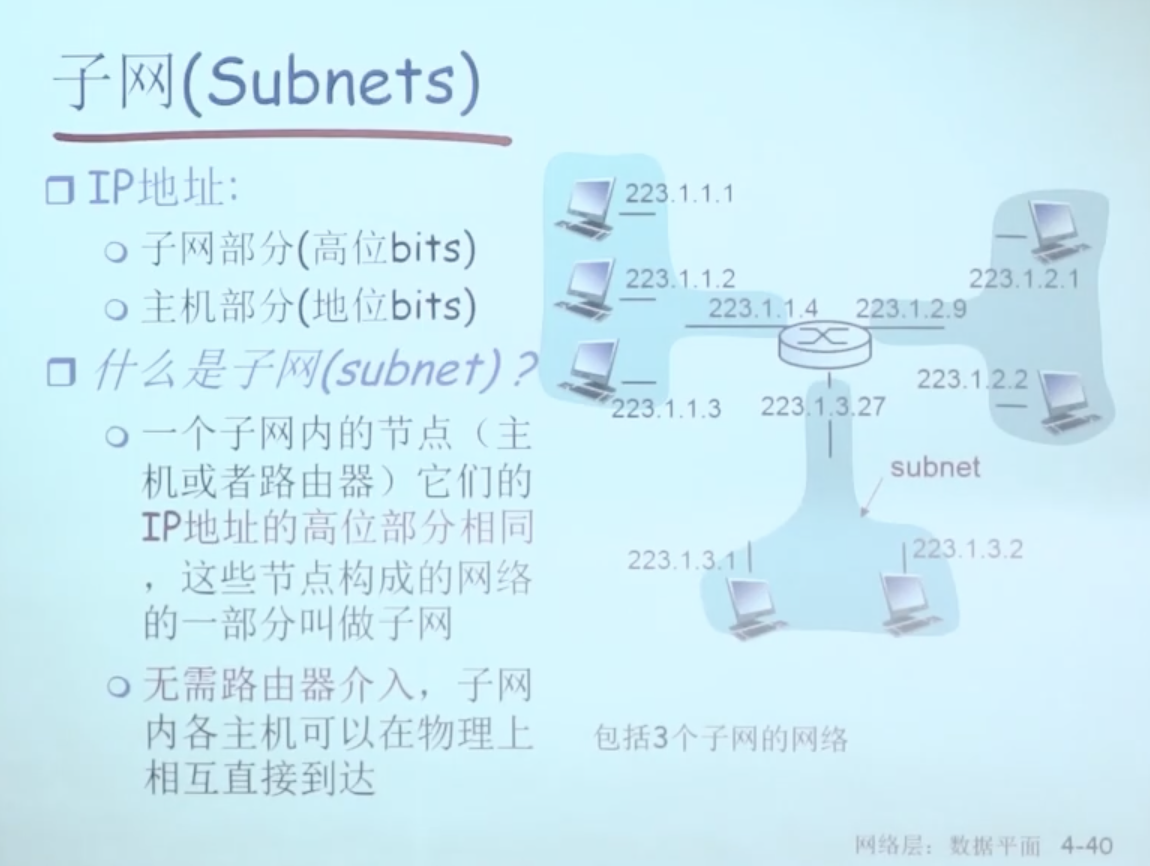 子网(Subnets)
IP地址:
子网部分(高位bits)
主机部分(地位bits)
什么是子网(subnet)?
一个子网内的节点（主
机或者路由器）它们的
IP地址的高位部分相同
，这些节点构成的网络
的一部分叫做子网
无需路由器介入，子网
内各主机可以在物理上
相互直接到达
223.1.1.1
223.1.1.2
223.1.1.3
223.1.1.4
223.1.2.9
223.1.2.1
223.1.2.2
223.1.3.27
subnet
223.1.3.1
223.1.3.2
包括3个子网的网络
网络层：数据平面 4-40